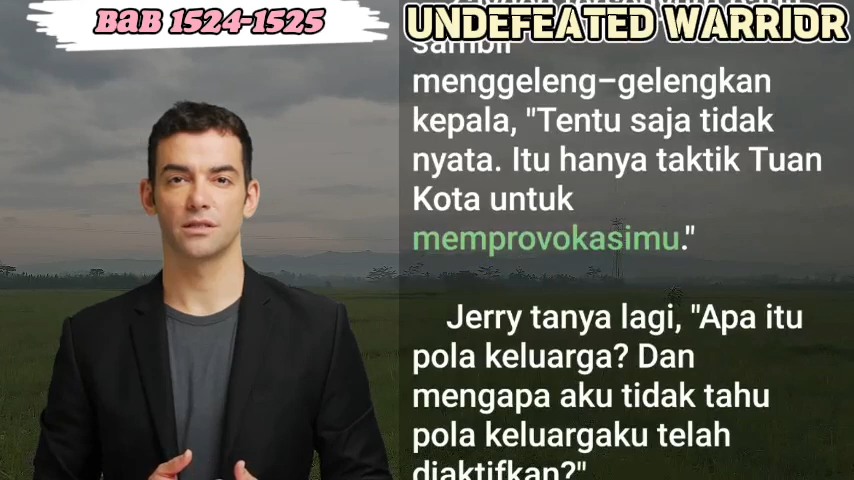 BAB 1524-1525
UNDEFEATED WARRIOR
sambil
menggeleng–gelengkan
kepala, "Tentu saja tidak
nyata. Itu hanya taktik Tuan
Kota untuk
memprovokasimu."
Jerry tanya lagi, "Apa itu
pola keluarga? Dan
mengapa aku tidak tahu
pola keluargaku telah
diaktifkan?"